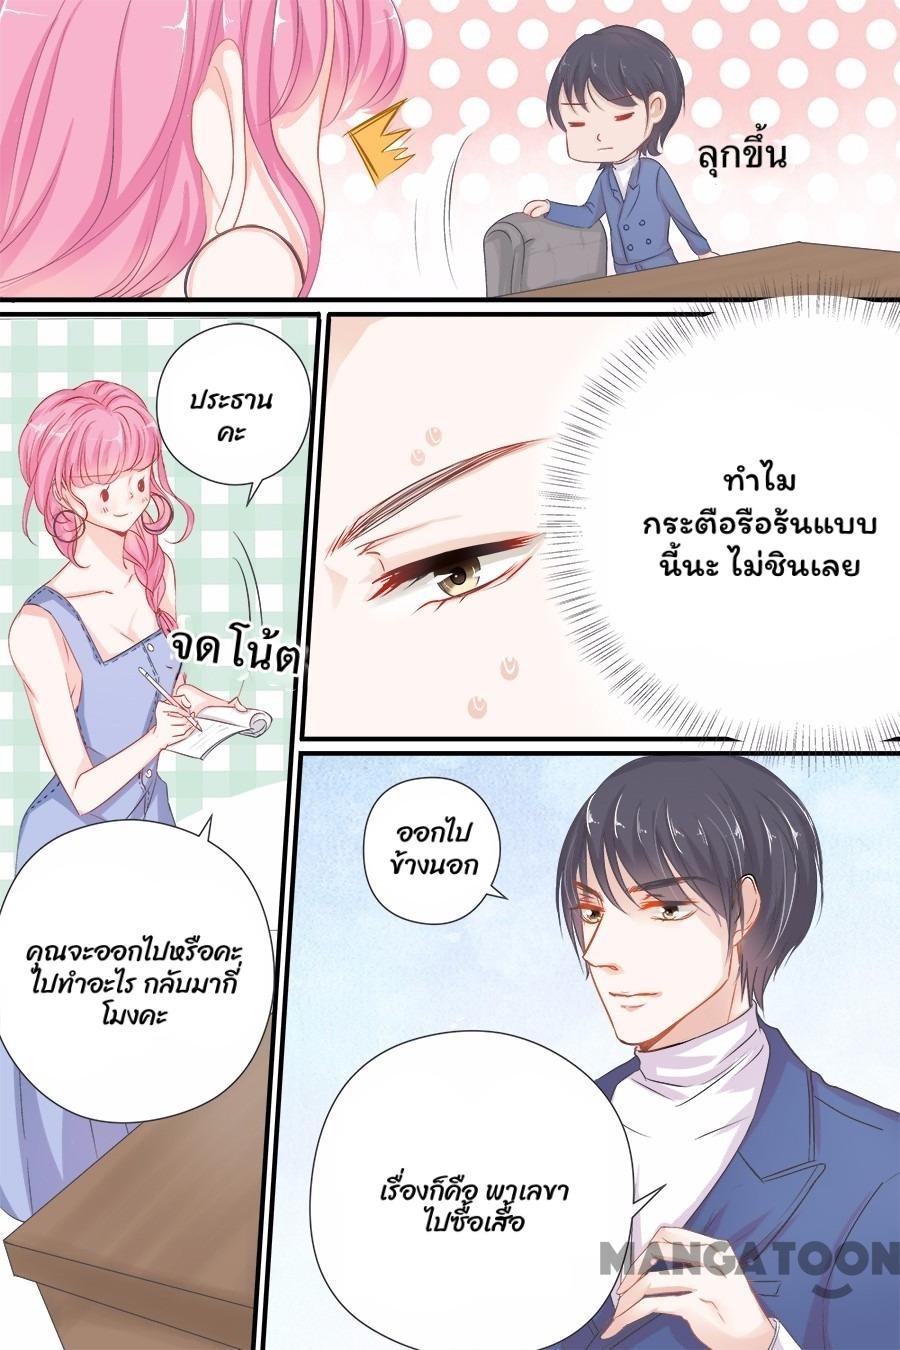 ลุกขึ้น
ประธาน
คะ
จดโน้ต
ทำไม
กระตือรือร้นแบบ
นี้นะ ไม่ชินเลย
คุณจะออกไปหรือคะ
ไปทำอะไร กลับมากี่
โมงคะ
ออกไป
ข้างนอก
เรื่องก็คือ พาเลขา
ไปซื้อเสื้อ
MANGATOON